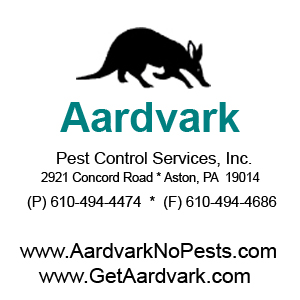 Aardvark
Pest Control Services, Inc.
2921 Concord Road * Aston, PA 19014
(P) 610-494-4474 * (F) 610-494-4686
www.AardvarkNoPests.com
www.GetAardvark.com